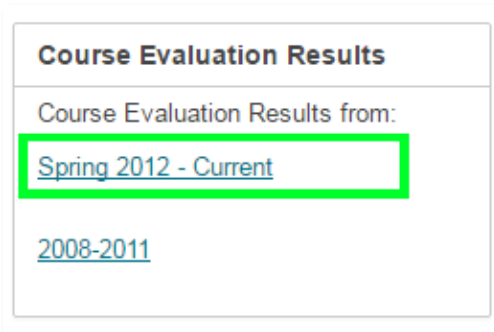 Course Evaluation Results
Course Evaluation Results from:
Spring 2012 - Current
2008-2011